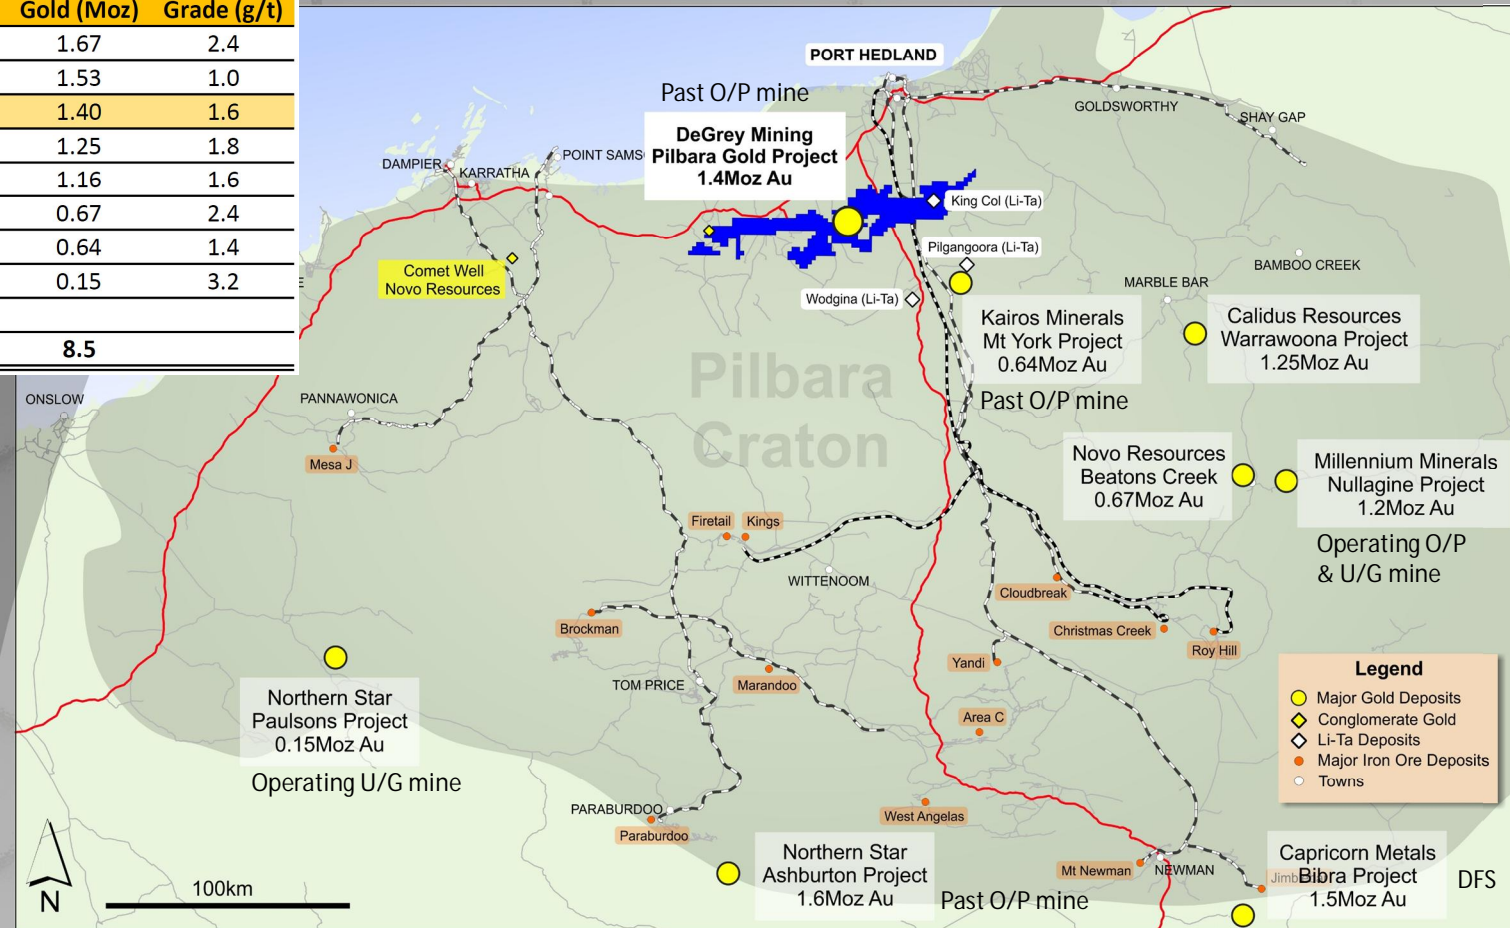 Gold (Moz) Grade (g/t)
1.67 2.4
1.53 1.0
1.40 1.6
1.25 1.8
1.16 1.6
0.67 2.4
0.64 1.4
0.15 3.2
8.5
PORT HEDLAND
Past O/P mine
DeGrey Mining
Pilbara Gold Project
1.4Moz Au
GOLDSWORTHY
SHAY GAP
DAMPIER
KARRATHA
POINT SAMS
King Col (Li-Ta)
Pilgangoora (Li-Ta)
Wodgina (Li-Ta)
Comet Well
Novo Resources
E
BAMBOO CREEK
MARBLE BAR
Kairos Minerals
Mt York Project
0.64Moz Au
Past O/P mine
Calidus Resources
Warrawoona Project
1.25Moz Au
Pilbara
Craton
ONSLOW
PANNAWONICA
Mesa J
Novo Resources
Beatons Creek
0.67Moz Au
Millennium Minerals
Nullagine Project
1.2Moz Au
Operating O/P
& U/G mine
Firetail
Kings
WITTENOOM
Cloudbreak
Christmas Creek
Roy Hill
Brockman
Yandi
TOM PRICE
Marandoo
Area C
Northern Star
Paulsons Project
0.15Moz Au
Operating U/G mine
Legend
Major Gold Deposits
Conglomerate Gold
Li-Ta Deposits
Major Iron Ore Deposits
Towns
PARABURDOO
Paraburdoo
West Angelas
Northern Star
Ashburton Project
1.6Moz Au
Past O/P mine
Mt Newman
NEWMAN
Capricorn Metals
Bibra Project
1.5Moz Au
DFS
100km
N